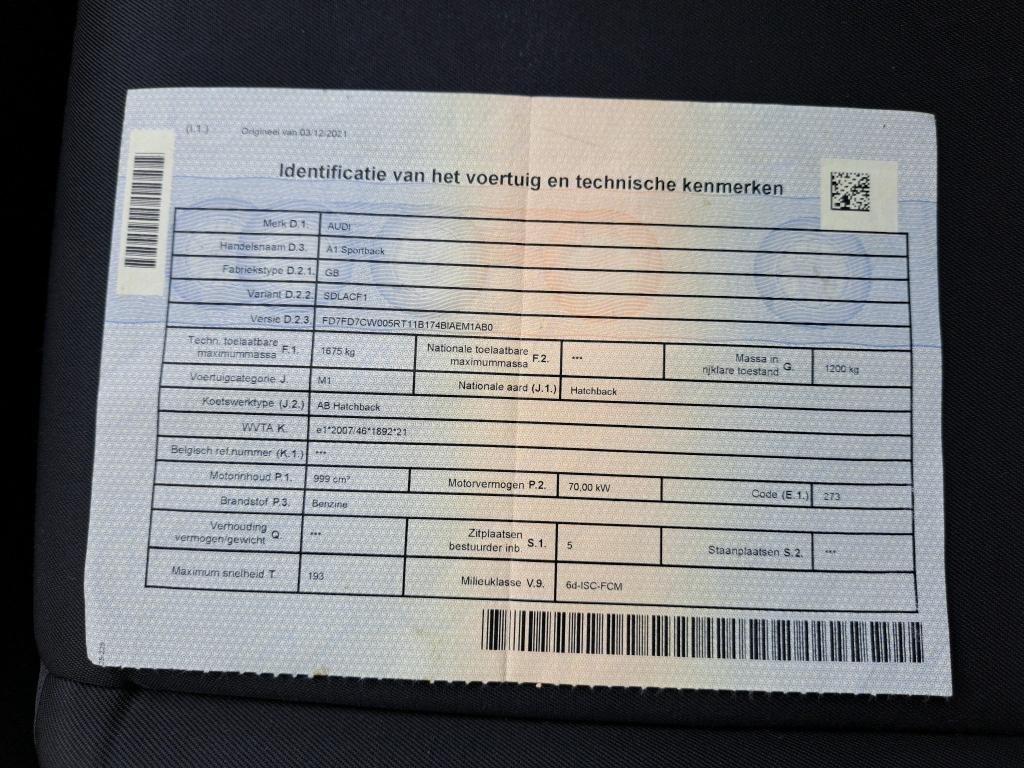 (I.1.) Origineel van 03/12/2021
Identificatie van het voertuig en technische kenmerken
Merk D.1. AUDI
Handelsnaam D.3. A1 Sportback
Fabriekstype D.2.1. GB
Variant D.2.2. SDLACF1
Versie D.2.3. FD7FD7CW005RT11B174BIAEM1AB0
Techn. toelaatbare maximummassa F.1. 1675 kg Nationale toelaatbare maximummassa F.2. *** Massa in rijklare toestand G. 1200 kg
Voertuigcategorie J. M1 Nationale aard (J.1.) Hatchback
Koetswerktype (J.2.) AB Hatchback
WVTA K. e1*2007/46*1892*21
Belgisch ref.nummer (K.1.) ***
Motorinhoud P.1. 999 cm³ Motorvermogen P.2. 70,00 kW Code (E.1.) 273
Brandstof P.3. Benzine
Verhouding vermogen/gewicht Q. *** Zitplaatsen bestuurder inb. S.1. 5 Staanplaatsen S.2. ***
Maximum snelheid T. 193 Milieuklasse V.9. 6d-ISC-FCM